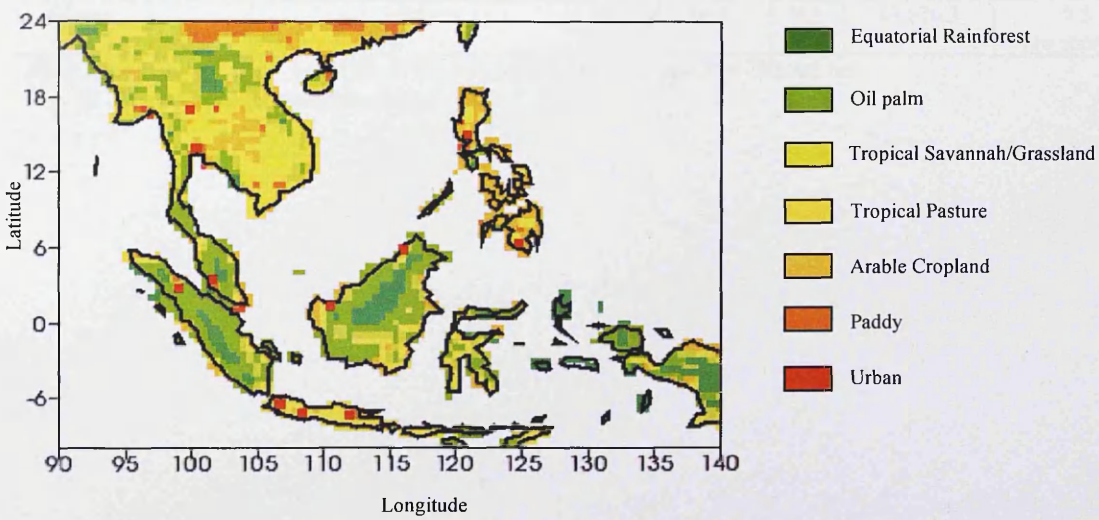 24
18
12
6
0
-6
Latitude
90 95 100 105 110 115 120 125 130 135 140
Longitude
Equatorial Rainforest
Oil palm
Tropical Savannah/Grassland
Tropical Pasture
Arable Cropland
Paddy
Urban